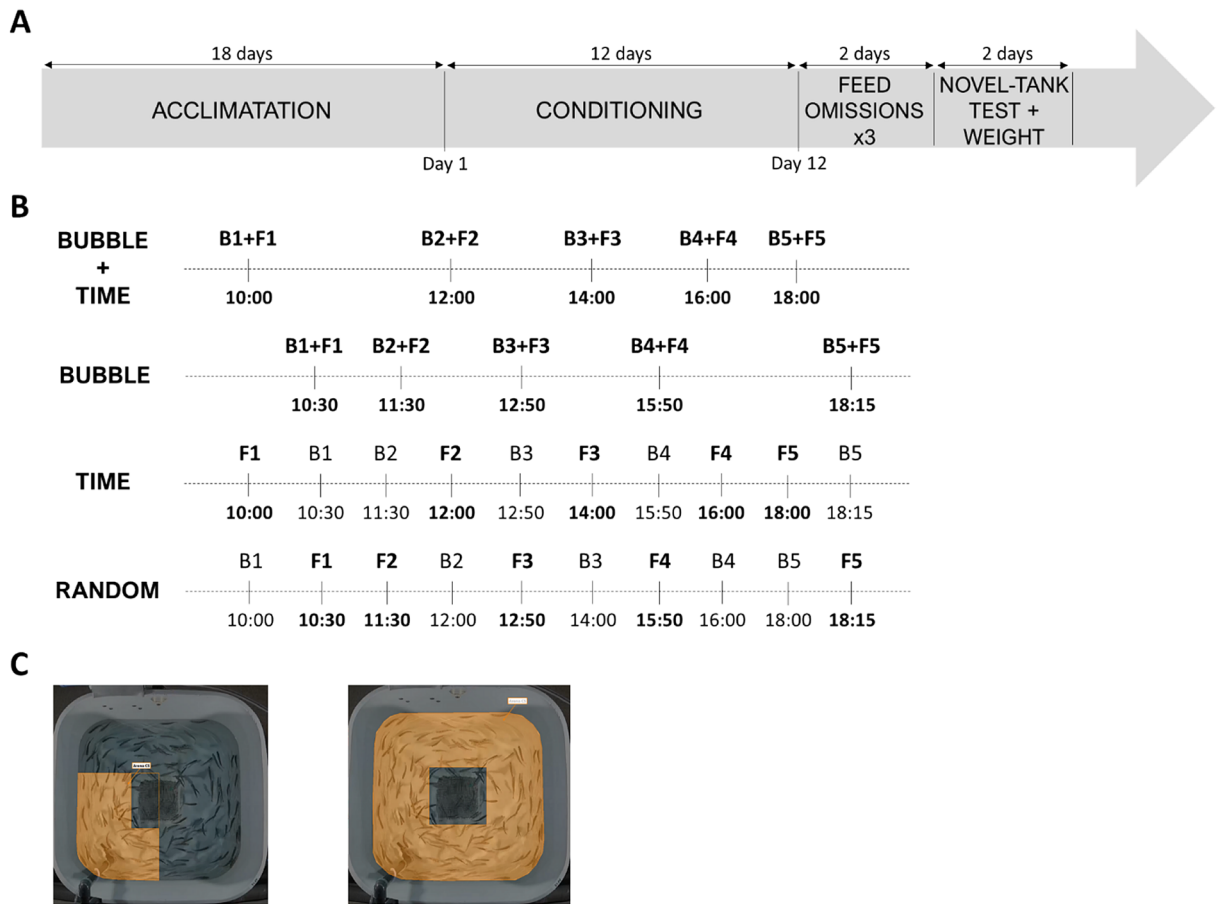 A
18 days 12 days 2 days 2 days
ACCLIMATATION CONDITIONING FEED OMISSIONS x3 NOVEL-TANK TEST + WEIGHT
Day 1 Day 12
B
BUBBLE + TIME
B1+F1 B2+F2 B3+F3 B4+F4 B5+F5
10:00 12:00 14:00 16:00 18:00
BUBBLE
B1+F1 B2+F2 B3+F3 B4+F4 B5+F5
10:30 11:30 12:50 15:50 18:15
TIME
F1 B1 B2 F2 B3 F3 B4 F4 F5 B5
10:00 10:30 11:30 12:00 12:50 14:00 15:50 16:00 18:00 18:15
RANDOM
B1 F1 F2 B2 F3 B3 F4 B4 B5 F5
10:00 10:30 11:30 12:00 12:50 14:00 15:50 16:00 18:00 18:15
C